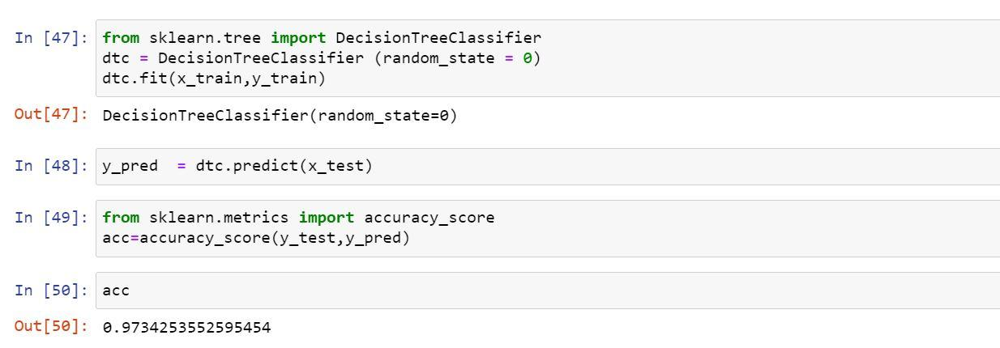 In [47]: from sklearn.tree import DecisionTreeClassifier
dtc = DecisionTreeClassifier (random_state = 0)
dtc.fit(x_train,y_train)
Out[47]: DecisionTreeClassifier(random_state=0)
In [48]: y_pred  = dtc.predict(x_test)
In [49]: from sklearn.metrics import accuracy_score
acc=accuracy_score(y_test,y_pred)
In [50]: acc
Out[50]: 0.9734253552595454